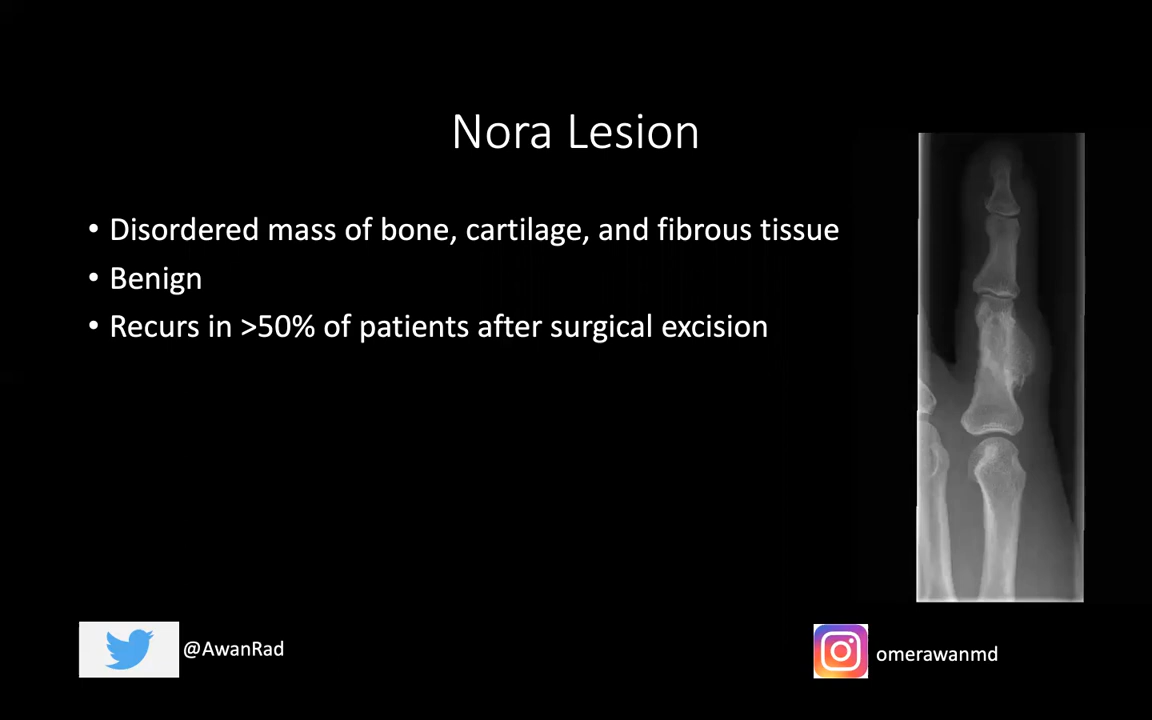 Nora Lesion
• Disordered mass of bone, cartilage, and fibrous tissue
• Benign
• Recurs in >50% of patients after surgical excision
@AwanRad
omerawanmd